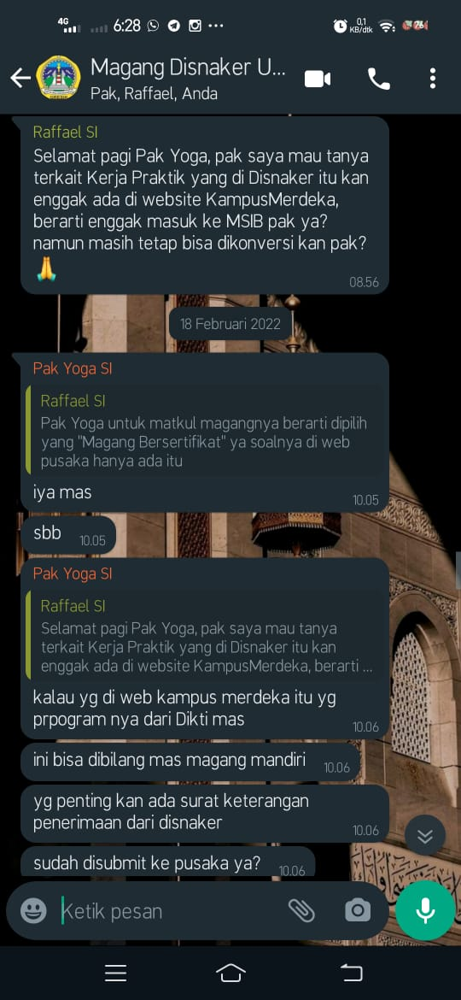 4G
6:28
0,1
KB/dtk
76
Magang Disnaker U...
Pak, Raffael, Anda
Raffael SI
Selamat pagi Pak Yoga, pak saya mau tanya
terkait Kerja Praktik yang di Disnaker itu kan
enggak ada di website KampusMerdeka,
berarti enggak masuk ke MSIB pak ya?
namun masih tetap bisa dikonversi kan pak?
🙏
08.56
18 Februari 2022
Pak Yoga SI
Raffael SI
Pak Yoga untuk matkul magangnya berarti dipilih
yang "Magang Bersertifikat" ya soalnya di web
pusaka hanya ada itu
iya mas
10.05
sbb 10.05
Pak Yoga SI
Raffael SI
Selamat pagi Pak Yoga, pak saya mau tanya
terkait Kerja Praktik yang di Disnaker itu kan
enggak ada di website KampusMerdeka, berarti ...
kalau yg di web kampus merdeka itu yg
prpogram nya dari Dikti mas
10.06
ini bisa dibilang mas magang mandiri 10.06
yg penting kan ada surat keterangan
penerimaan dari disnaker
10.06
sudah disubmit ke pusaka ya? 10.06
Ketik pesan